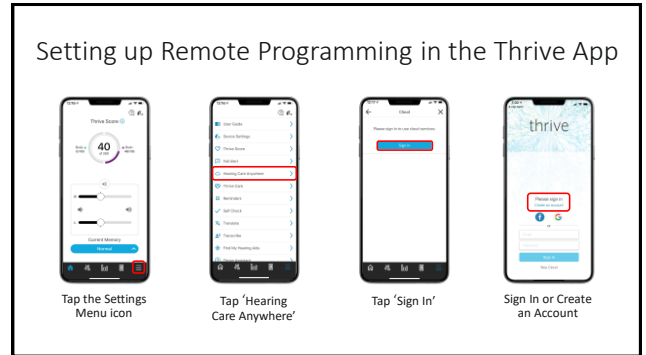 Setting up Remote Programming in the Thrive App
Thrive Score
40
Current Memory
Normal
Tap the Settings
Menu icon
User Guide
Device Settings
Thrive Score
Fall Alert
Hearing Care Anywhere
Thrive Care
Reminders
Self Check
Translate
Transcribe
Find My Hearing Aids
Tap ‘Hearing
Care Anywhere’
Cloud
Please sign in to use cloud services.
Sign In
Tap ‘Sign In’
thrive
Please sign in
Create an account
or
Sign In
Sign In or Create
an Account